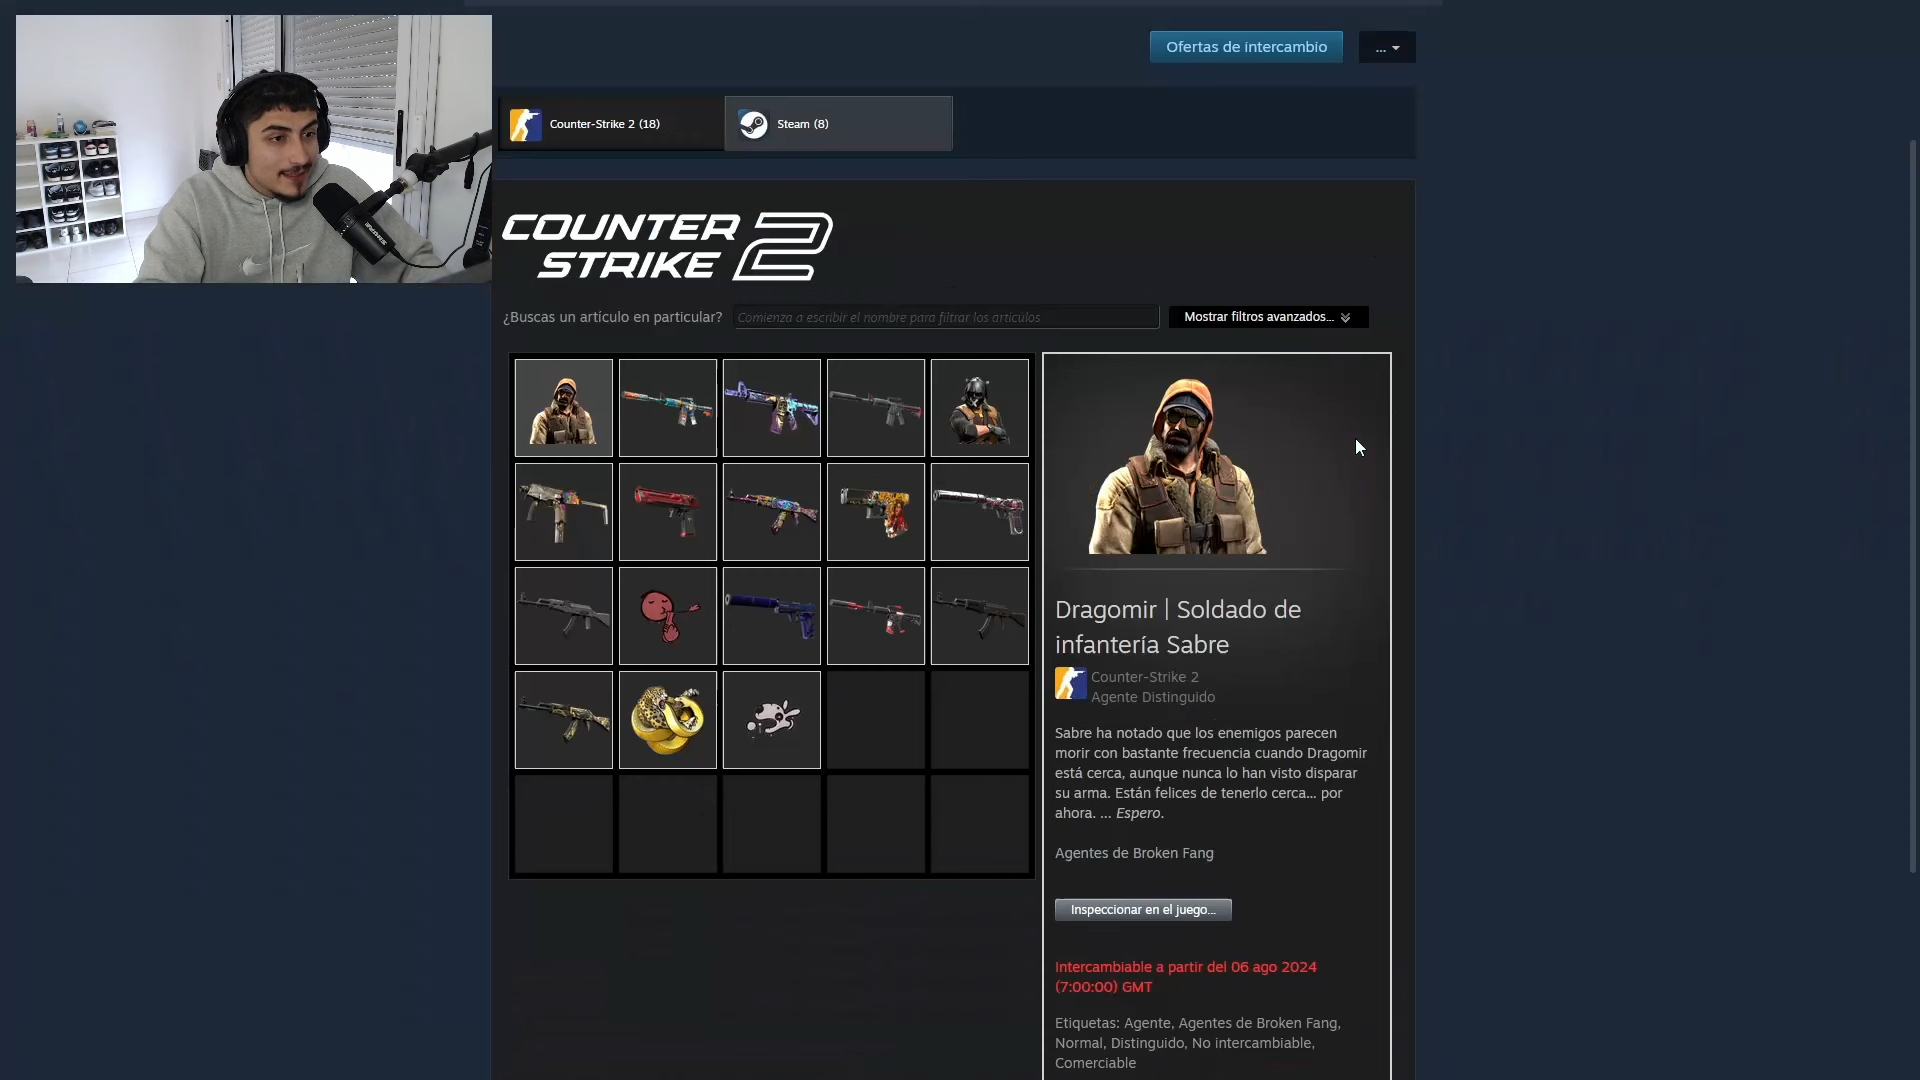 Ofertas de intercambio
...
Counter-Strike 2 (18)
Steam (8)
COUNTER
STRIKE 2
¿Buscas un artículo en particular?
Comienza a escribir el nombre para filtrar los artículos
Mostrar filtros avanzados...
Dragomir | Soldado de
infantería Sabre
Counter-Strike 2
Agente Distinguido
Sabre ha notado que los enemigos parecen
morir con bastante frecuencia cuando Dragomir
está cerca, aunque nunca lo han visto disparar
su arma. Están felices de tenerlo cerca... por
ahora. ... Espero.
Agentes de Broken Fang
Inspeccionar en el juego...
Intercambiable a partir del 06 ago 2024
(7:00:00) GMT
Etiquetas: Agente, Agentes de Broken Fang,
Normal, Distinguido, No intercambiable,
Comerciable